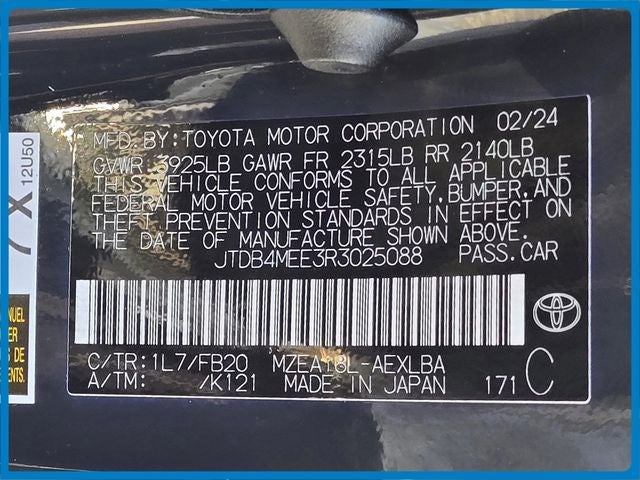 MFD. BY: TOYOTA MOTOR CORPORATION 02/24
GVWR 3925LB GAWR FR 2315LB RR 2140LB
THIS VEHICLE CONFORMS TO ALL APPLICABLE
FEDERAL MOTOR VEHICLE SAFETY, BUMPER, AND
THEFT PREVENTION STANDARDS IN EFFECT ON
THE DATE OF MANUFACTURE SHOWN ABOVE.
JTDB4MEE3R3025088 PASS.CAR
C/TR: 1L7/FB20 MZEA18L-AEXLBA
A/TM: /K121 MADE IN JAPAN 171 C
X 12U50